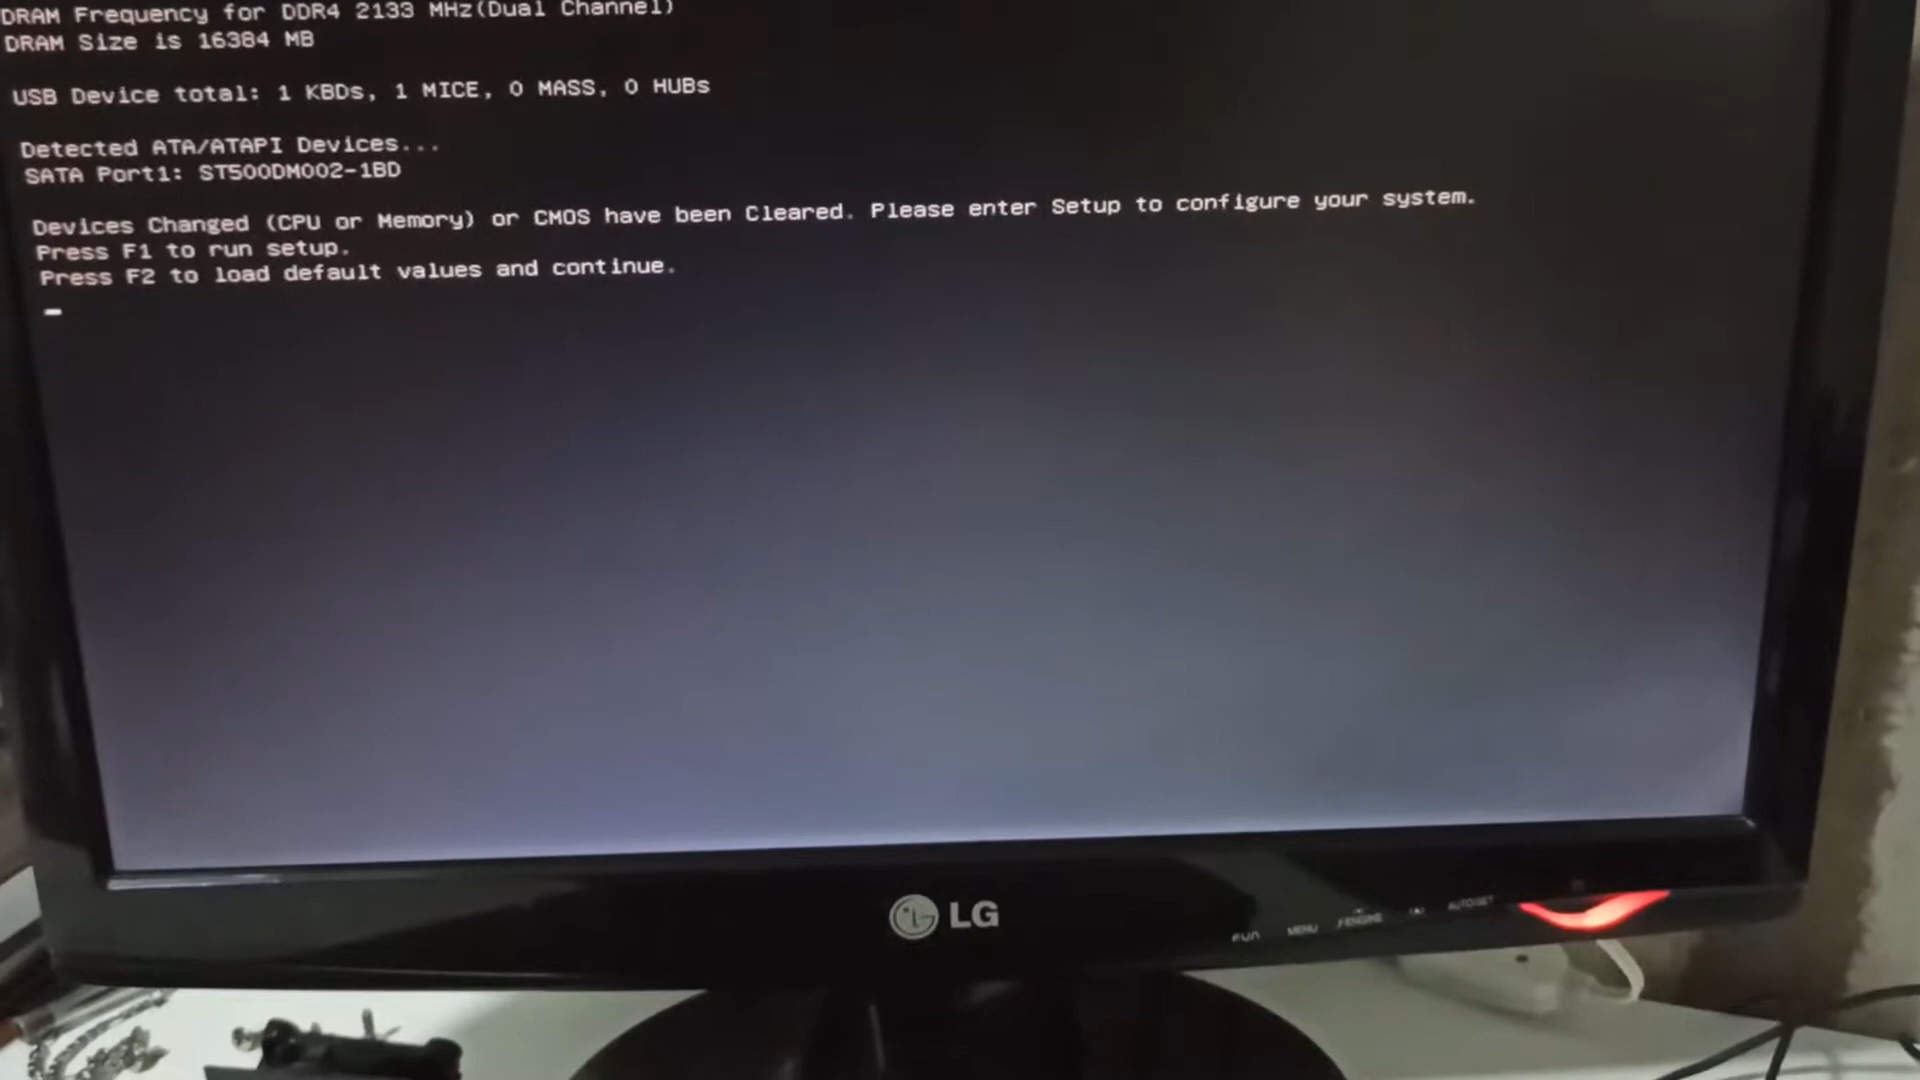 DRAM Frequency for DDR4 2133 MHz(Dual Channel)
DRAM Size is 16384 MB
USB Device total: 1 KBDs, 1 MICE, 0 MASS, 0 HUBs
Detected ATA/ATAPI Devices...
SATA Port1: ST500DM002-1BD
Devices Changed (CPU or Memory) or CMOS have been Cleared. Please enter Setup to configure your system.
Press F1 to run setup.
Press F2 to load default values and continue.
LG
FUN MENU F·ENGINE AUTO/SET